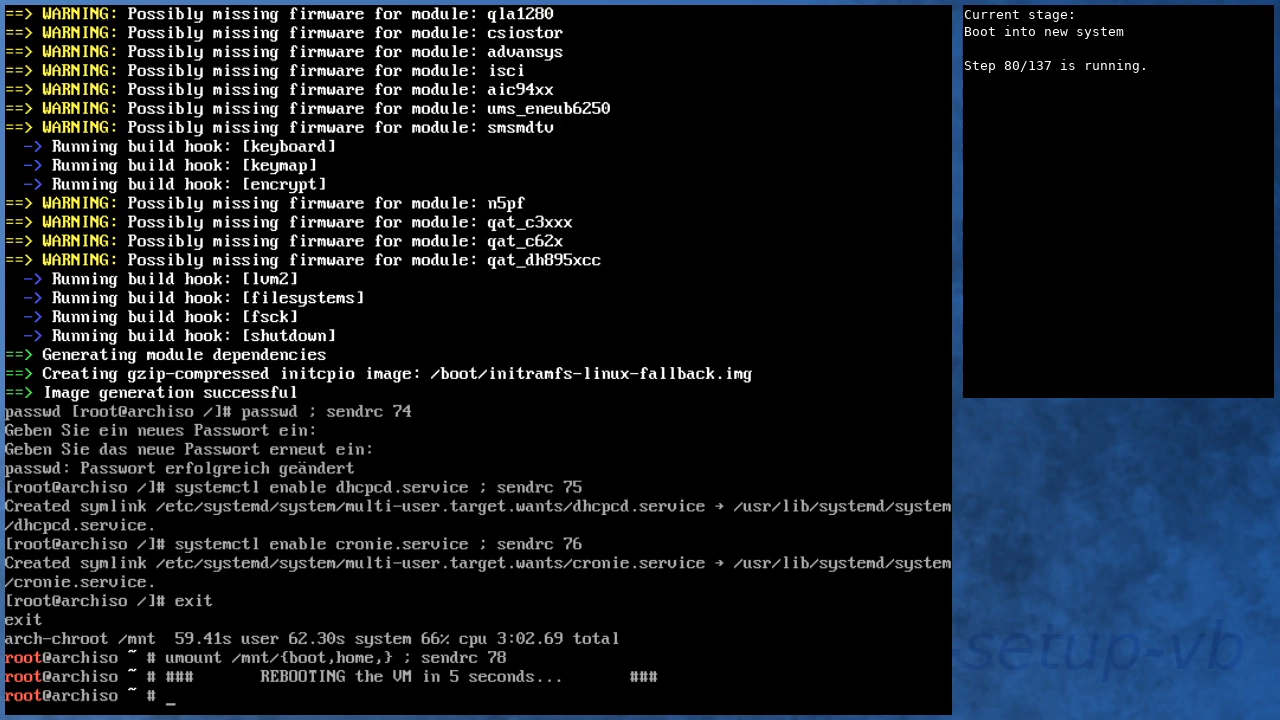 ==> WARNING: Possibly missing firmware for module: qla1280
==> WARNING: Possibly missing firmware for module: csiostor
==> WARNING: Possibly missing firmware for module: advansys
==> WARNING: Possibly missing firmware for module: isci
==> WARNING: Possibly missing firmware for module: aic94xx
==> WARNING: Possibly missing firmware for module: ums_eneub6250
==> WARNING: Possibly missing firmware for module: smsmdtv
  -> Running build hook: [keyboard]
  -> Running build hook: [keymap]
  -> Running build hook: [encrypt]
==> WARNING: Possibly missing firmware for module: n5pf
==> WARNING: Possibly missing firmware for module: qat_c3xxx
==> WARNING: Possibly missing firmware for module: qat_c62x
==> WARNING: Possibly missing firmware for module: qat_dh895xcc
  -> Running build hook: [lvm2]
  -> Running build hook: [filesystems]
  -> Running build hook: [fsck]
  -> Running build hook: [shutdown]
==> Generating module dependencies
==> Creating gzip-compressed initcpio image: /boot/initramfs-linux-fallback.img
==> Image generation successful
passwd [root@archiso /]# passwd ; sendrc 74
Geben Sie ein neues Passwort ein:
Geben Sie das neue Passwort erneut ein:
passwd: Passwort erfolgreich geändert
[root@archiso /]# systemctl enable dhcpcd.service ; sendrc 75
Created symlink /etc/systemd/system/multi-user.target.wants/dhcpcd.service → /usr/lib/systemd/system
/dhcpcd.service.
[root@archiso /]# systemctl enable cronie.service ; sendrc 76
Created symlink /etc/systemd/system/multi-user.target.wants/cronie.service → /usr/lib/systemd/system
/cronie.service.
[root@archiso /]# exit
exit
arch-chroot /mnt  59.41s user 62.30s system 66% cpu 3:02.69 total
root@archiso ~ # umount /mnt/{boot,home,} ; sendrc 78
root@archiso ~ # ###       REBOOTING the VM in 5 seconds...       ###
root@archiso ~ # _
Current stage:
Boot into new system
Step 80/137 is running.
-setup-vb